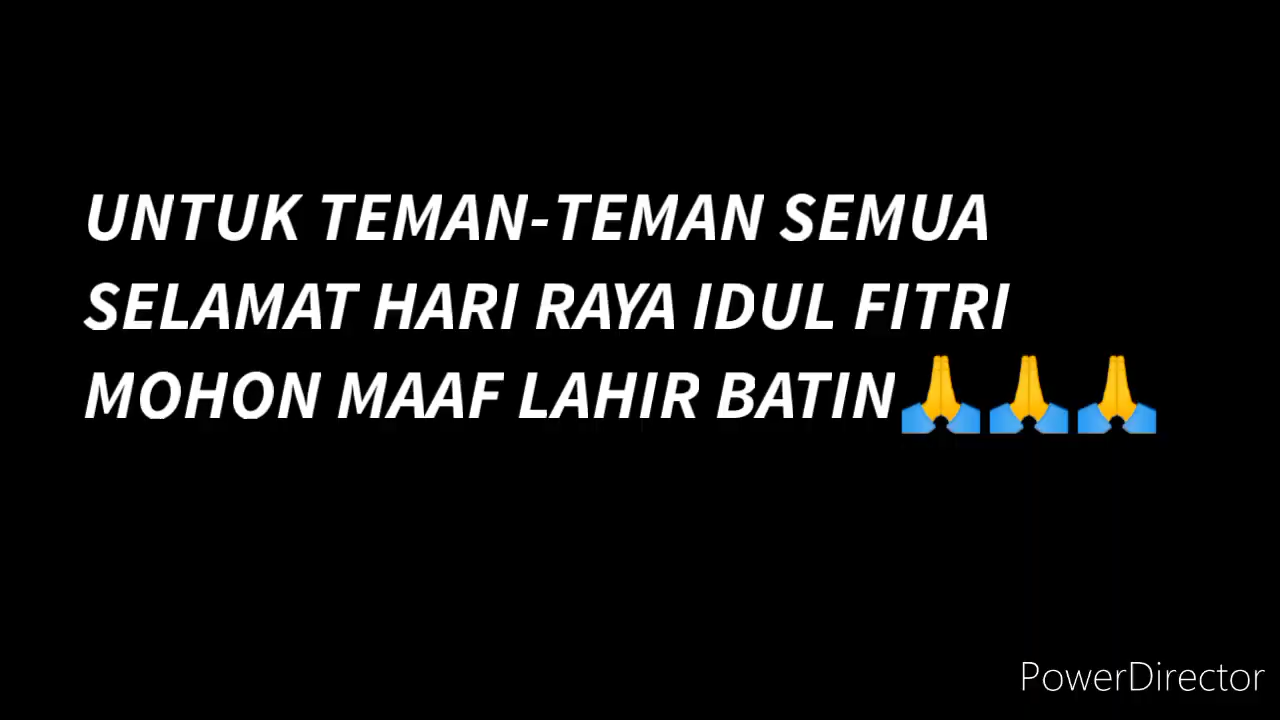 UNTUK TEMAN-TEMAN SEMUA
SELAMAT HARI RAYA IDUL FITRI
MOHON MAAF LAHIR BATIN🙏🙏🙏
PowerDirector